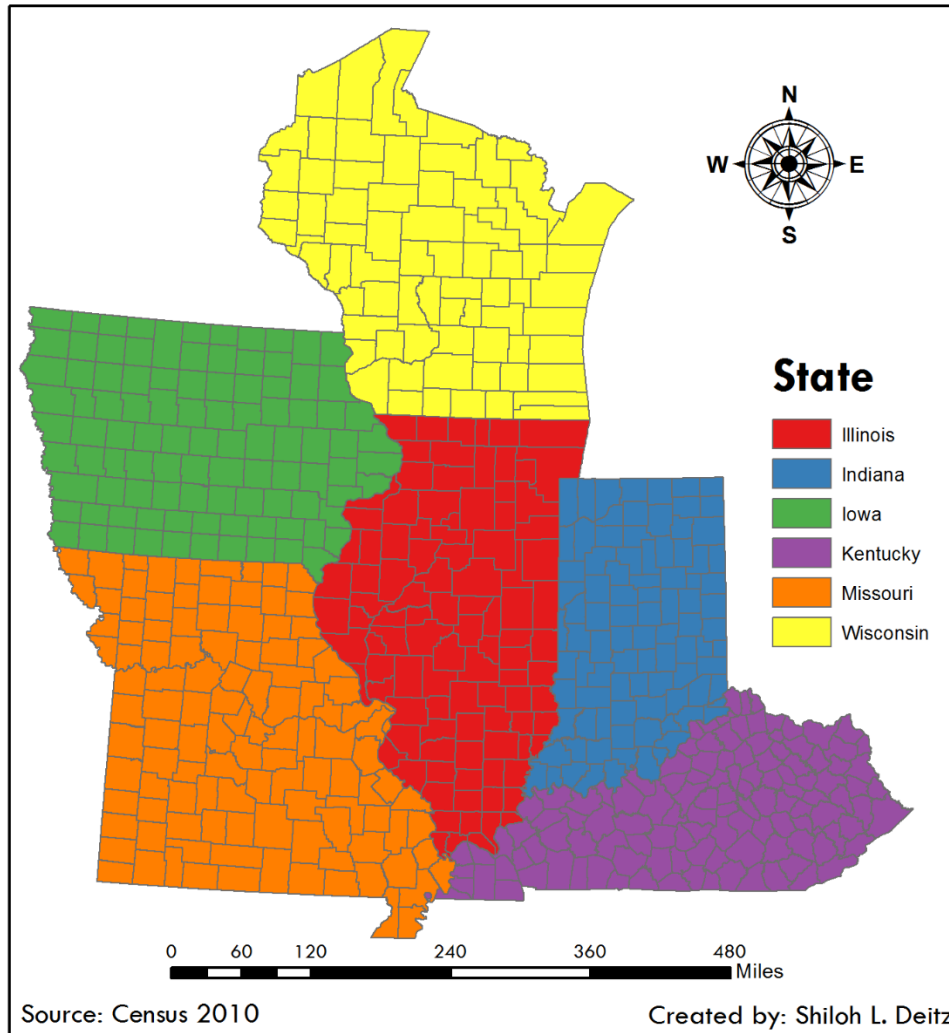 N
W E
S
State
Illinois
Indiana
Iowa
Kentucky
Missouri
Wisconsin
0 60 120 240 360 480
Miles
Source: Census 2010
Created by: Shiloh L. Deitz